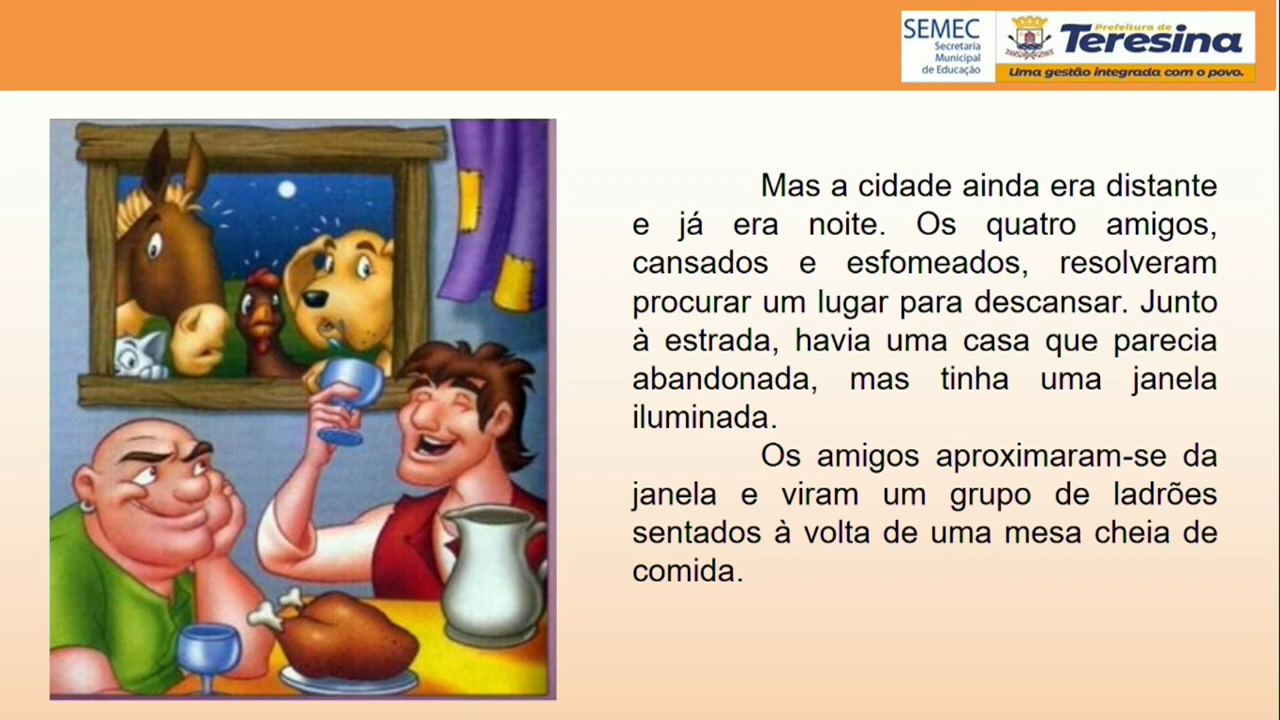 SEMEC
Secretaria
Municipal
de Educação
Prefeitura de
Teresina
Uma gestão integrada com o povo.
Mas a cidade ainda era distante
e já era noite. Os quatro amigos,
cansados e esfomeados, resolveram
procurar um lugar para descansar. Junto
à estrada, havia uma casa que parecia
abandonada, mas tinha uma janela
iluminada.
Os amigos aproximaram-se da
janela e viram um grupo de ladrões
sentados à volta de uma mesa cheia de
comida.